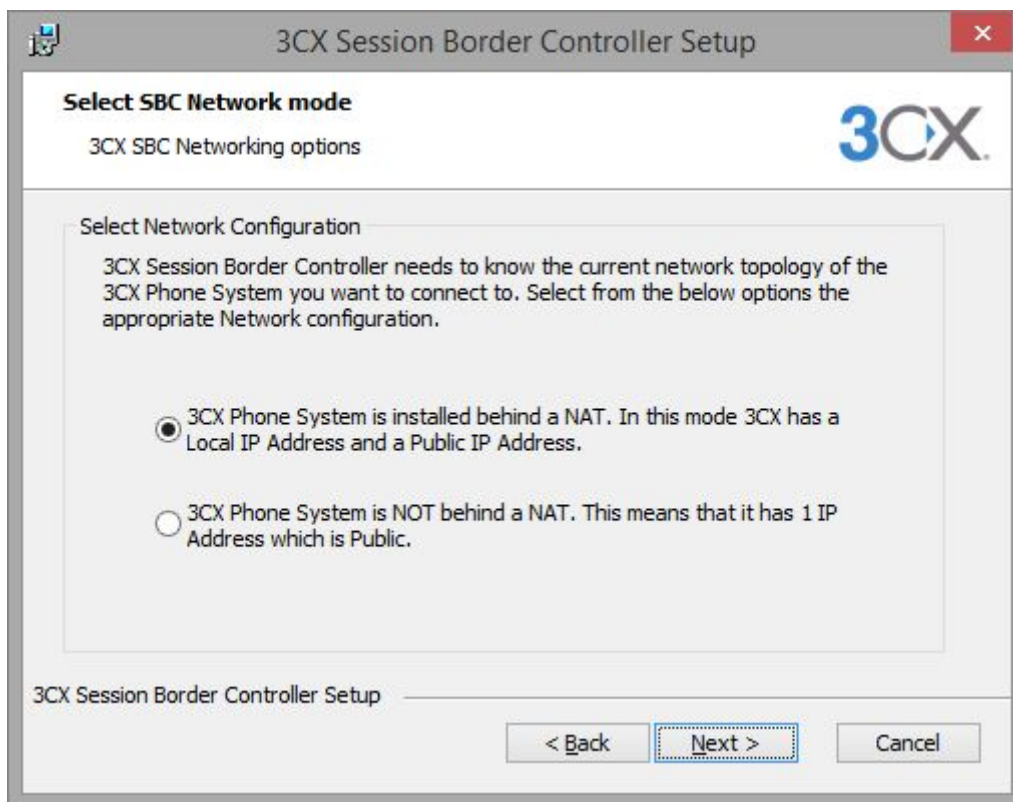 3CX Session Border Controller Setup
Select SBC Network mode
3CX SBC Networking options
3CX.
Select Network Configuration
3CX Session Border Controller needs to know the current network topology of the
3CX Phone System you want to connect to. Select from the below options the
appropriate Network configuration.
3CX Phone System is installed behind a NAT. In this mode 3CX has a
Local IP Address and a Public IP Address.
3CX Phone System is NOT behind a NAT. This means that it has 1 IP
Address which is Public.
3CX Session Border Controller Setup
< Back
Next >
Cancel